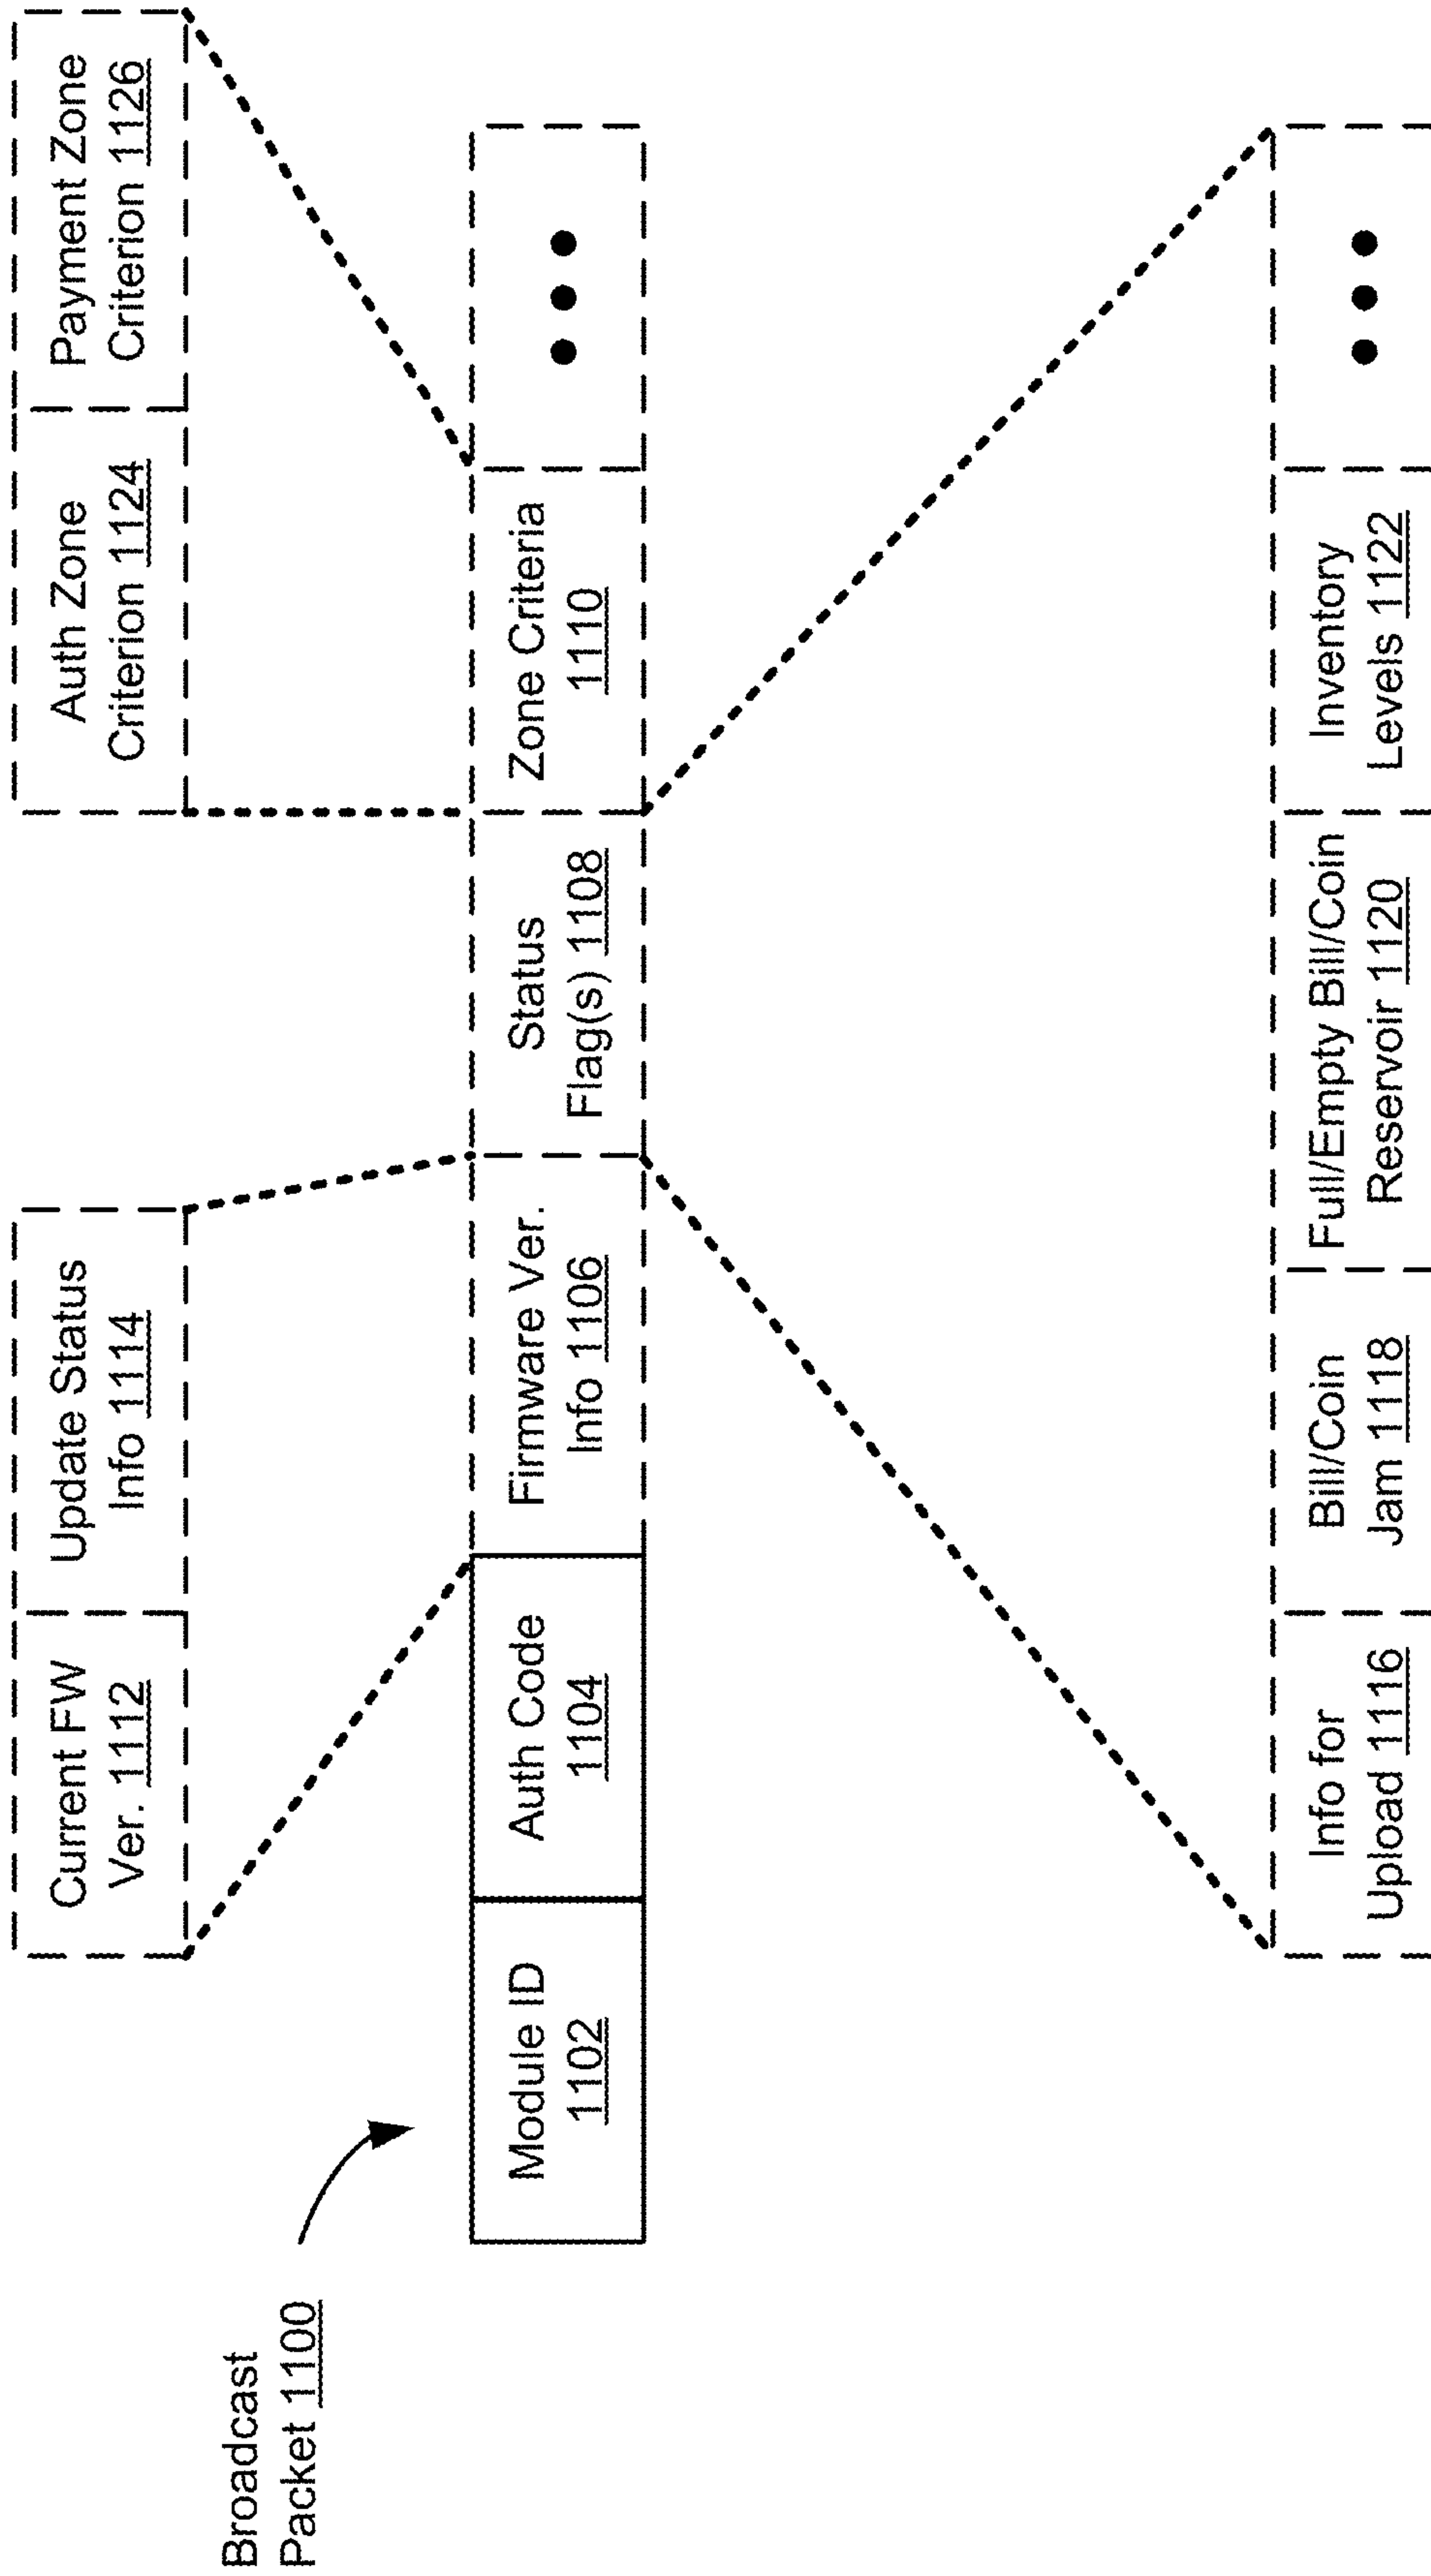 Current FW
Ver. 1112
Update Status
Info 1114
Auth Zone
Criterion 1124
Payment Zone
Criterion 1126
Broadcast
Packet 1100
Module ID
1102
Auth Code
1104
Firmware Ver.
Info 1106
Status
Flag(s) 1108
Zone Criteria
1110
Info for
Upload 1116
Bill/Coin
Jam 1118
Full/Empty Bill/Coin
Reservoir 1120
Inventory
Levels 1122